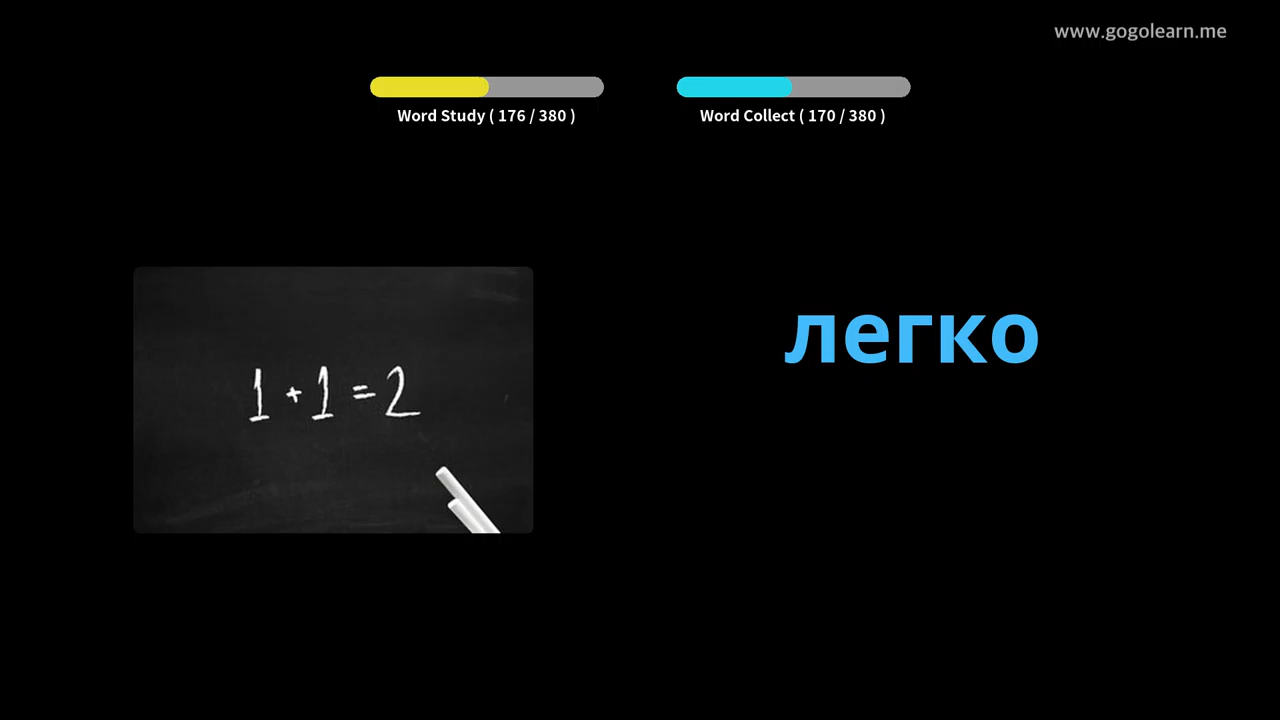 www.gogolearn.me
Word Study ( 176 / 380 )
Word Collect ( 170 / 380 )
легко
1 + 1 = 2